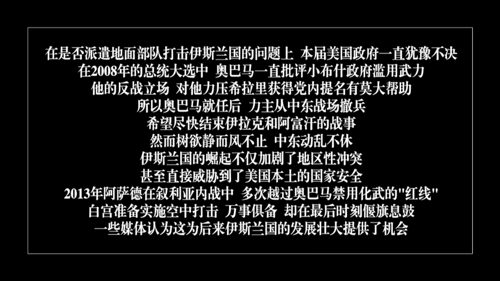 在是否派遣地面部队打击伊斯兰国的问题上 本届美国政府一直犹豫不决
在2008年的总统大选中 奥巴马一直批评小布什政府滥用武力
他的反战立场 对他力压希拉里获得党内提名有莫大帮助
所以奥巴马就任后 力主从中东战场撤兵
希望尽快结束伊拉克和阿富汗的战事
然而树欲静而风不止 中东动乱不休
伊斯兰国的崛起不仅加剧了地区性冲突
甚至直接威胁到了美国本土的国家安全
2013年阿萨德在叙利亚内战中 多次越过奥巴马禁用化武的"红线"
白宫准备实施空中打击 万事俱备 却在最后时刻偃旗息鼓
一些媒体认为这为后来伊斯兰国的发展壮大提供了机会